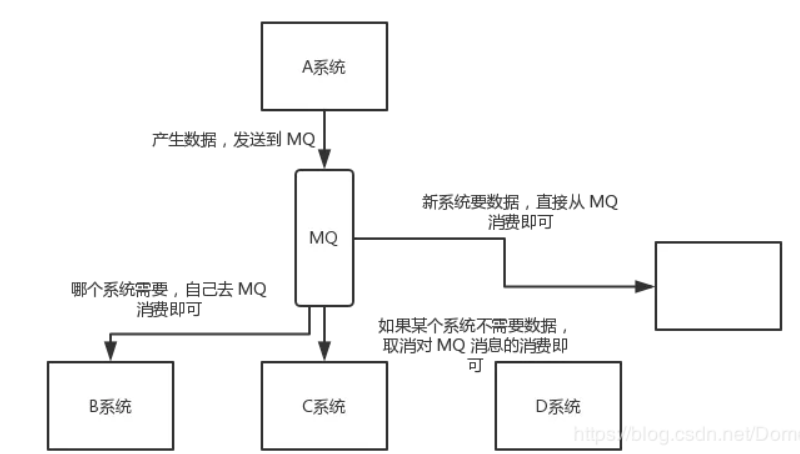 A系统
产生数据，发送到 MQ
MQ
新系统要数据，直接从 MQ
消费即可
哪个系统需要，自己去 MQ
消费即可
如果某个系统不需要数据，
取消对 MQ 消息的消费即
可
B系统
C系统
D系统
https://blog.csdn.net/Dom